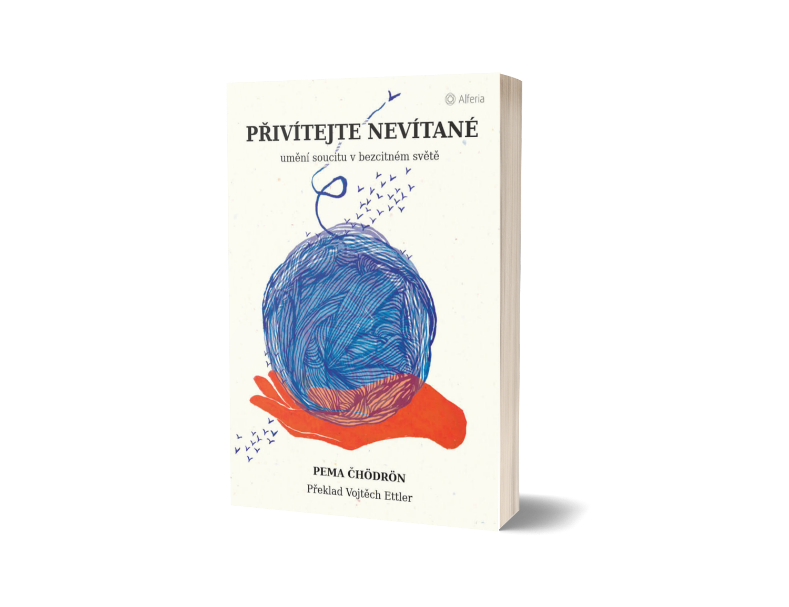 Alferia
PŘIVÍTEJTE NEVÍTANÉ
umění soucitu v bezcitném světě
PEMA ČHÖDRÖN
Překlad Vojtěch Ettler